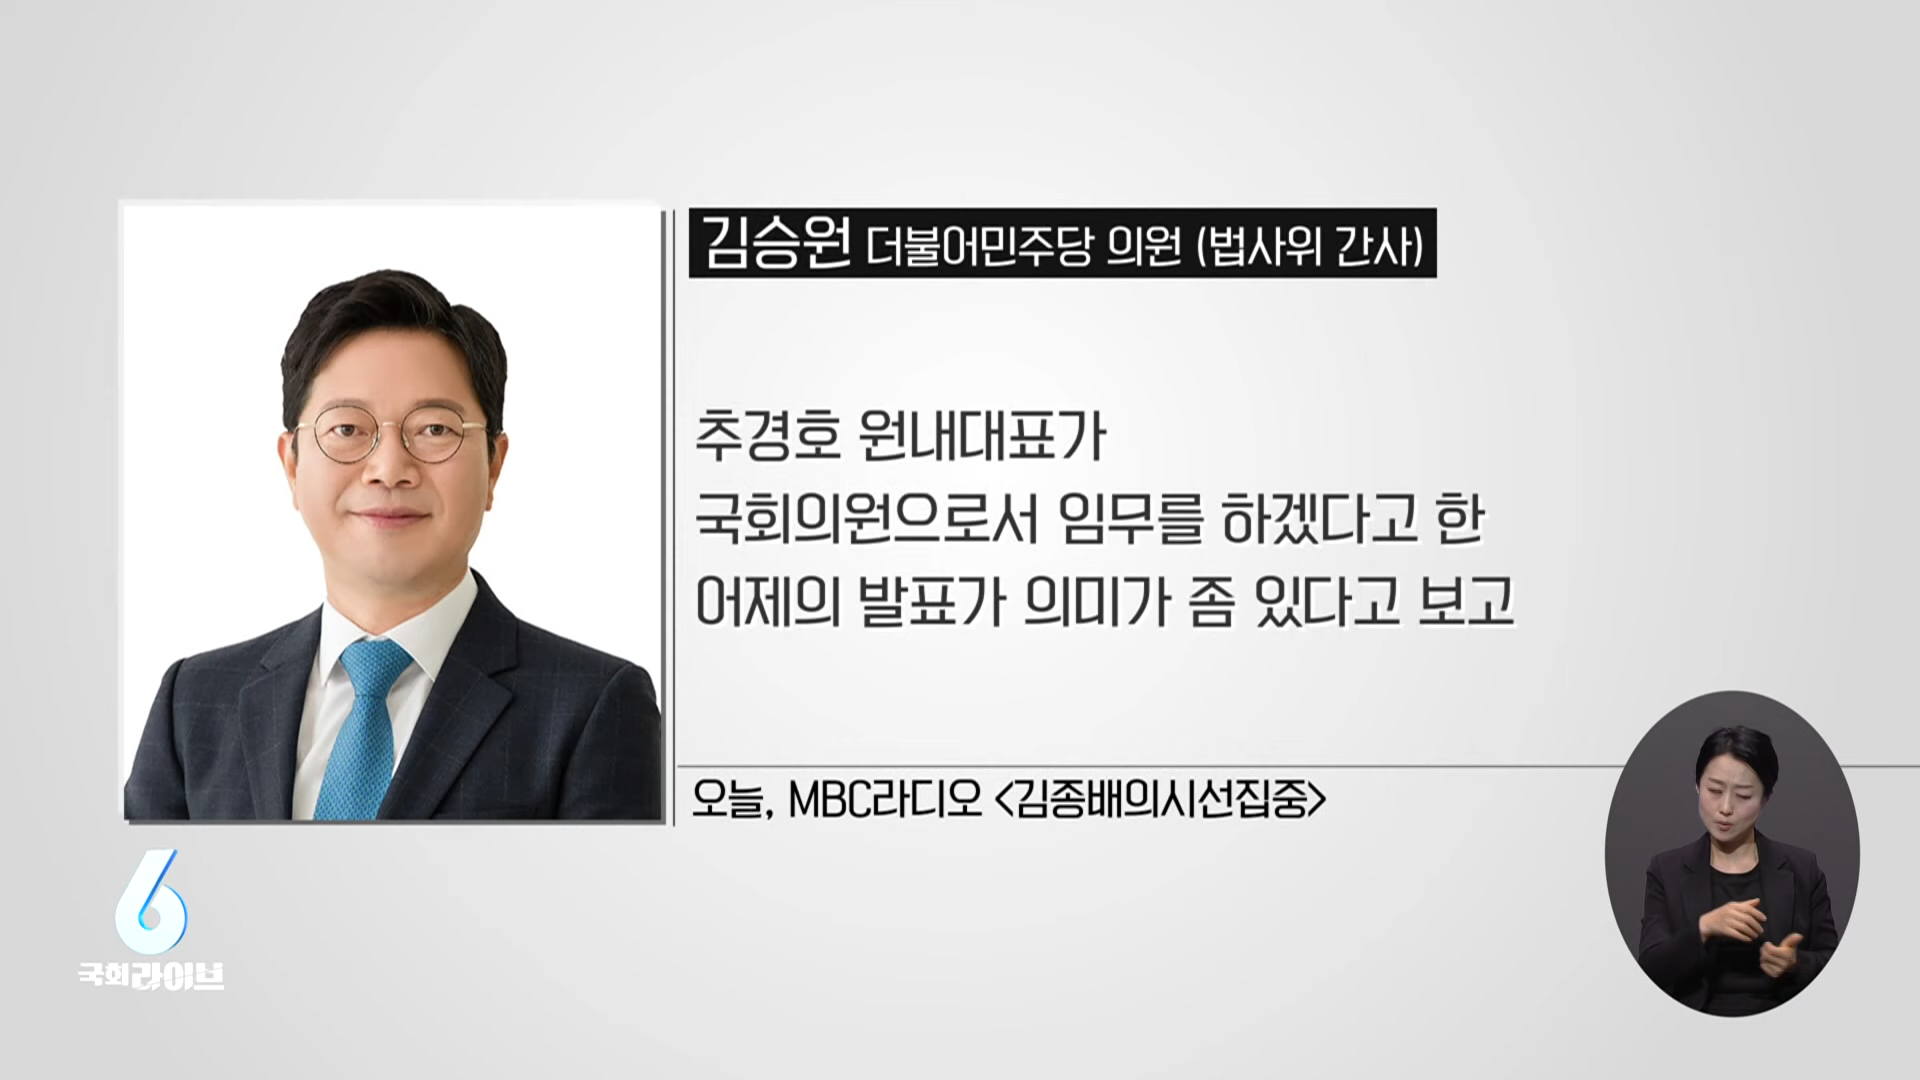 김승원 더불어민주당 의원 (법사위 간사)
추경호 원내대표가
국회의원으로서 임무를 하겠다고 한
어제의 발표가 의미가 좀 있다고 보고
오늘, MBC라디오 <김종배의시선집중>
6
국회라이브